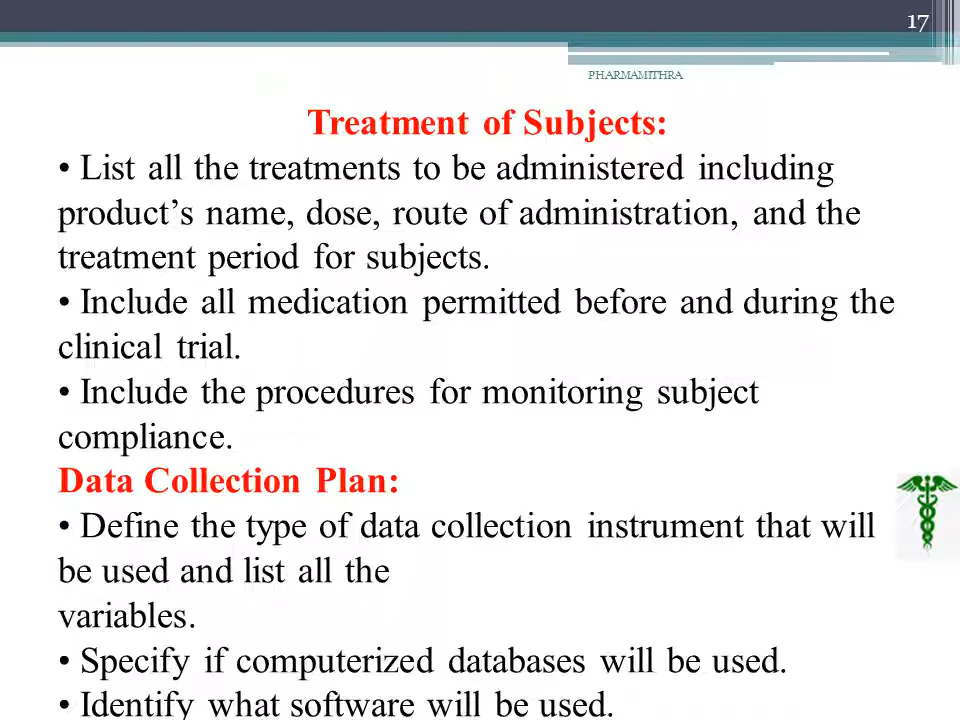 17
PHARMAMITHRA
Treatment of Subjects:
• List all the treatments to be administered including
product’s name, dose, route of administration, and the
treatment period for subjects.
• Include all medication permitted before and during the
clinical trial.
• Include the procedures for monitoring subject
compliance.
Data Collection Plan:
• Define the type of data collection instrument that will
be used and list all the
variables.
• Specify if computerized databases will be used.
• Identify what software will be used.